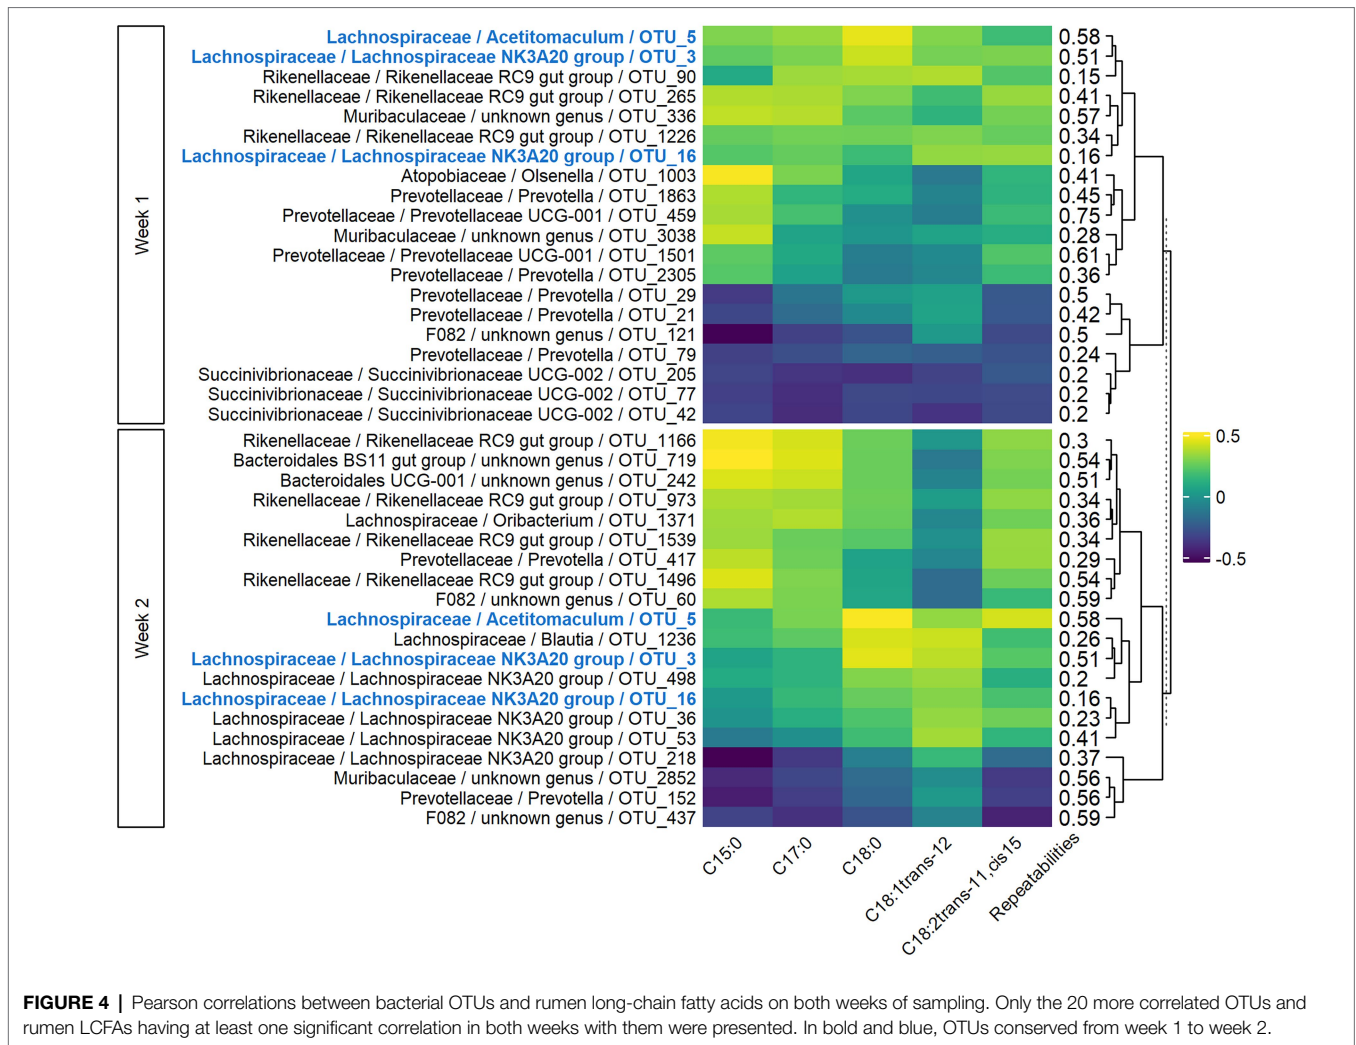 Week 1
Lachnospiraceae / Acetitomaculum / OTU_5 0.58
Lachnospiraceae / Lachnospiraceae NK3A20 group / OTU_3 0.51
Rikenellaceae / Rikenellaceae RC9 gut group / OTU_90 0.15
Rikenellaceae / Rikenellaceae RC9 gut group / OTU_265 0.41
Muribaculaceae / unknown genus / OTU_336 0.57
Rikenellaceae / Rikenellaceae RC9 gut group / OTU_1226 0.34
Lachnospiraceae / Lachnospiraceae NK3A20 group / OTU_16 0.16
Atopobiaceae / Olsenella / OTU_1003 0.41
Prevotellaceae / Prevotella / OTU_1863 0.45
Prevotellaceae / Prevotellaceae UCG-001 / OTU_459 0.75
Muribaculaceae / unknown genus / OTU_3038 0.28
Prevotellaceae / Prevotellaceae UCG-001 / OTU_1501 0.61
Prevotellaceae / Prevotella / OTU_2305 0.36
Prevotellaceae / Prevotella / OTU_29 0.5
Prevotellaceae / Prevotella / OTU_21 0.42
F082 / unknown genus / OTU_121 0.5
Prevotellaceae / Prevotella / OTU_79 0.24
Succinivibrionaceae / Succinivibrionaceae UCG-002 / OTU_205 0.2
Succinivibrionaceae / Succinivibrionaceae UCG-002 / OTU_77 0.2
Succinivibrionaceae / Succinivibrionaceae UCG-002 / OTU_42 0.2
Week 2
Rikenellaceae / Rikenellaceae RC9 gut group / OTU_1166 0.3
Bacteroidales BS11 gut group / unknown genus / OTU_719 0.54
Bacteroidales UCG-001 / unknown genus / OTU_242 0.51
Rikenellaceae / Rikenellaceae RC9 gut group / OTU_973 0.34
Lachnospiraceae / Oribacterium / OTU_1371 0.36
Rikenellaceae / Rikenellaceae RC9 gut group / OTU_1539 0.34
Prevotellaceae / Prevotella / OTU_417 0.29
Rikenellaceae / Rikenellaceae RC9 gut group / OTU_1496 0.54
F082 / unknown genus / OTU_60 0.59
Lachnospiraceae / Acetitomaculum / OTU_5 0.58
Lachnospiraceae / Blautia / OTU_1236 0.26
Lachnospiraceae / Lachnospiraceae NK3A20 group / OTU_3 0.51
Lachnospiraceae / Lachnospiraceae NK3A20 group / OTU_498 0.2
Lachnospiraceae / Lachnospiraceae NK3A20 group / OTU_16 0.16
Lachnospiraceae / Lachnospiraceae NK3A20 group / OTU_36 0.23
Lachnospiraceae / Lachnospiraceae NK3A20 group / OTU_53 0.41
Lachnospiraceae / Lachnospiraceae NK3A20 group / OTU_218 0.37
Muribaculaceae / unknown genus / OTU_2852 0.56
Prevotellaceae / Prevotella / OTU_152 0.56
F082 / unknown genus / OTU_437 0.59
0.5
0
-0.5
C15:0 C17:0 C18:0 C18:1trans-12 C18:2trans-11,cis15 Repeatabilities
FIGURE 4 | Pearson correlations between bacterial OTUs and rumen long-chain fatty acids on both weeks of sampling. Only the 20 more correlated OTUs and
rumen LCFAs having at least one significant correlation in both weeks with them were presented. In bold and blue, OTUs conserved from week 1 to week 2.